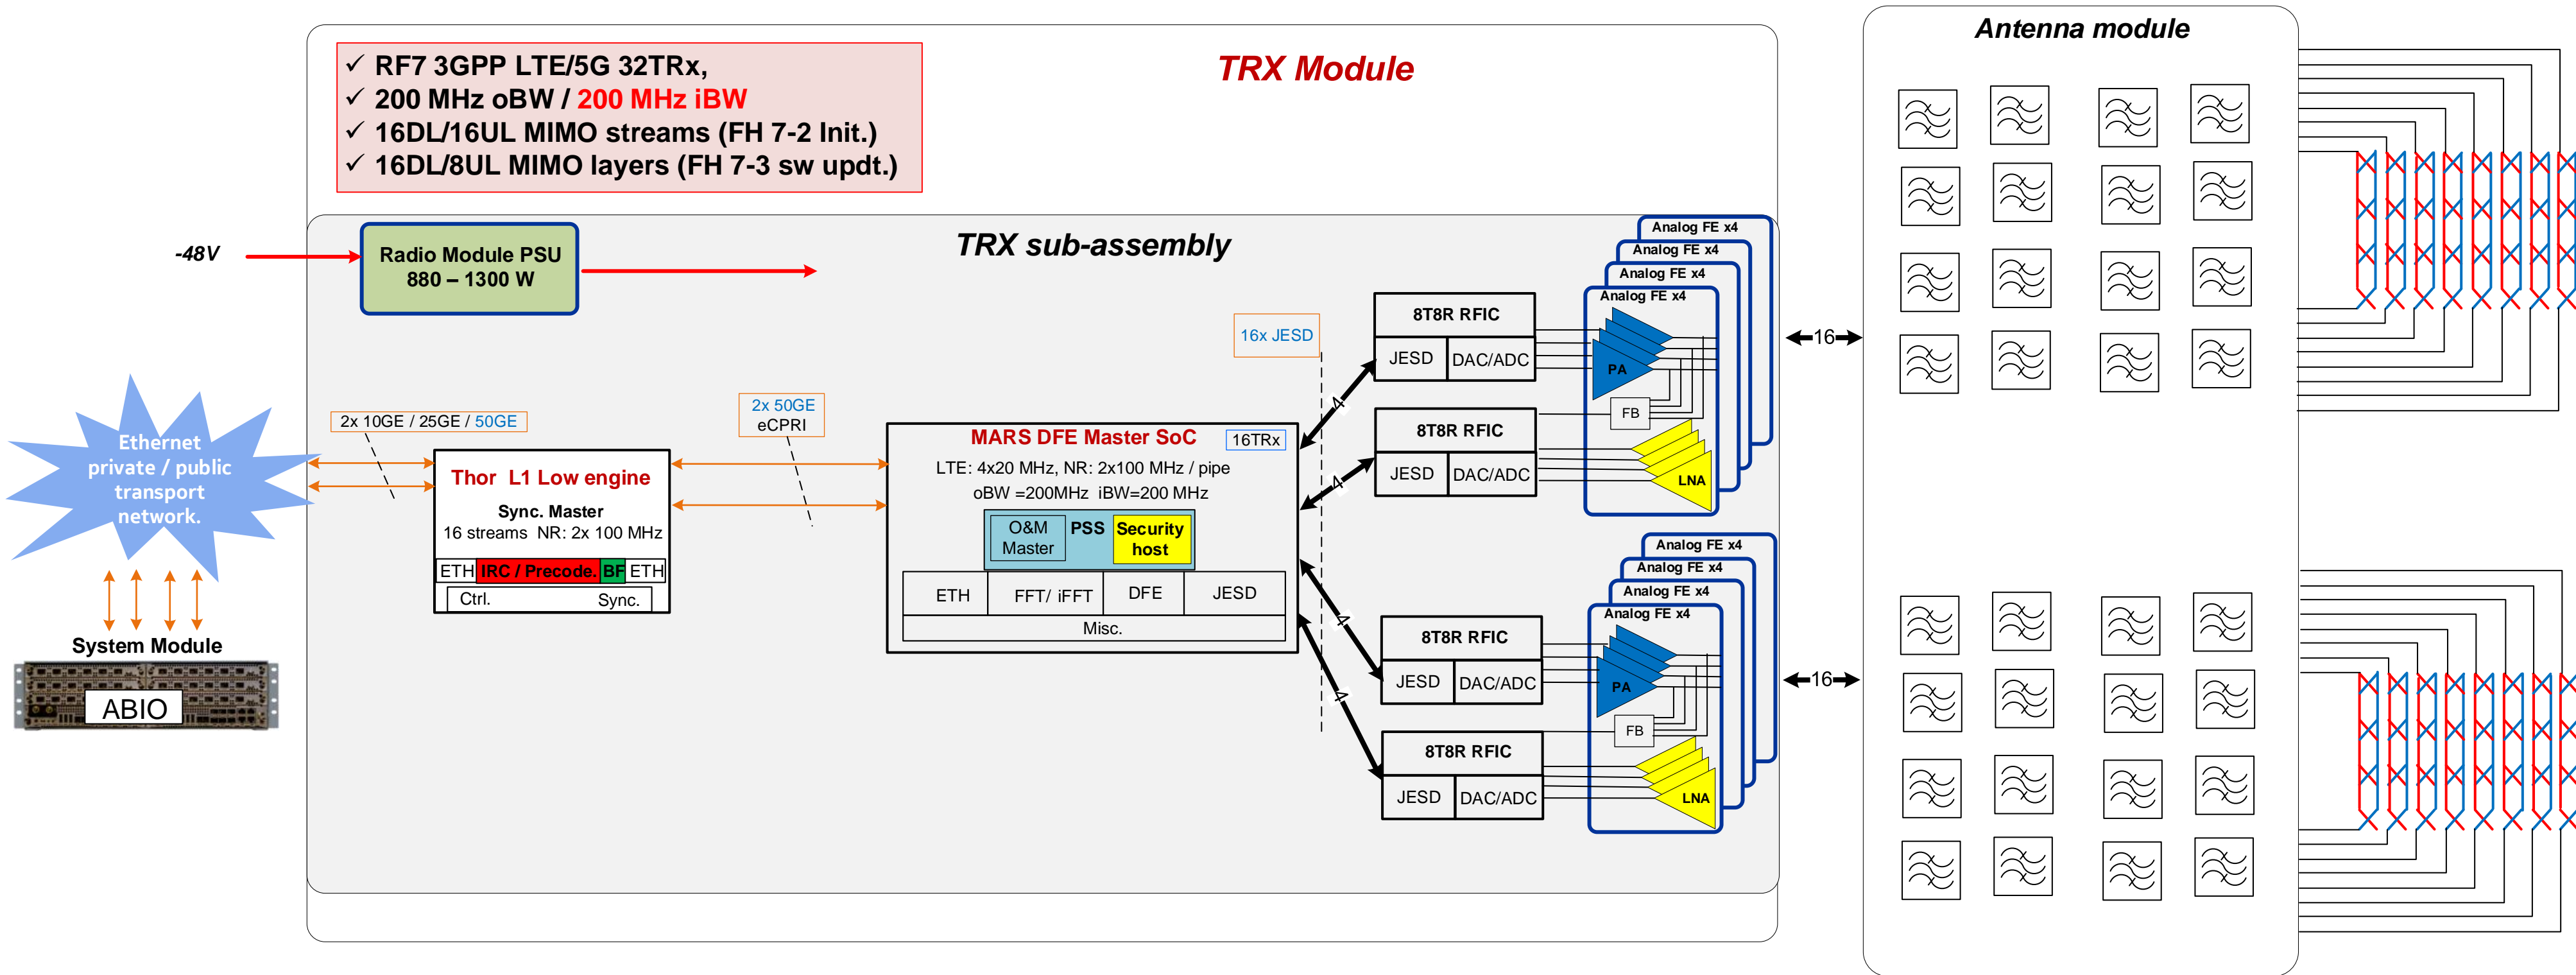 RF7 3GPP LTE/5G 32TRx,
200 MHz oBW / 200 MHz iBW
16DL/16UL MIMO streams (FH 7-2 Init.)
16DL/8UL MIMO layers (FH 7-3 sw updt.)
TRX Module
Antenna module
-48V
Radio Module PSU
880 – 1300 W
TRX sub-assembly
Ethernet
private / public
transport
network.
System Module
ABIO
2x 10GE / 25GE / 50GE
Thor L1 Low engine
Sync. Master
16 streams NR: 2x 100 MHz
ETH IRC / Precode. BF ETH
Ctrl. Sync.
2x 50GE
eCPRI
MARS DFE Master SoC
16TRx
LTE: 4x20 MHz, NR: 2x100 MHz / pipe
oBW =200MHz iBW=200 MHz
O&M
Master
PSS
Security
host
ETH FFT/ iFFT DFE JESD
Misc.
16x JESD
4
4
4
4
8T8R RFIC
JESD DAC/ADC
8T8R RFIC
JESD DAC/ADC
8T8R RFIC
JESD DAC/ADC
8T8R RFIC
JESD DAC/ADC
Analog FE x4
Analog FE x4
Analog FE x4
Analog FE x4
PA
FB
LNA
Analog FE x4
Analog FE x4
Analog FE x4
Analog FE x4
PA
FB
LNA
16
16